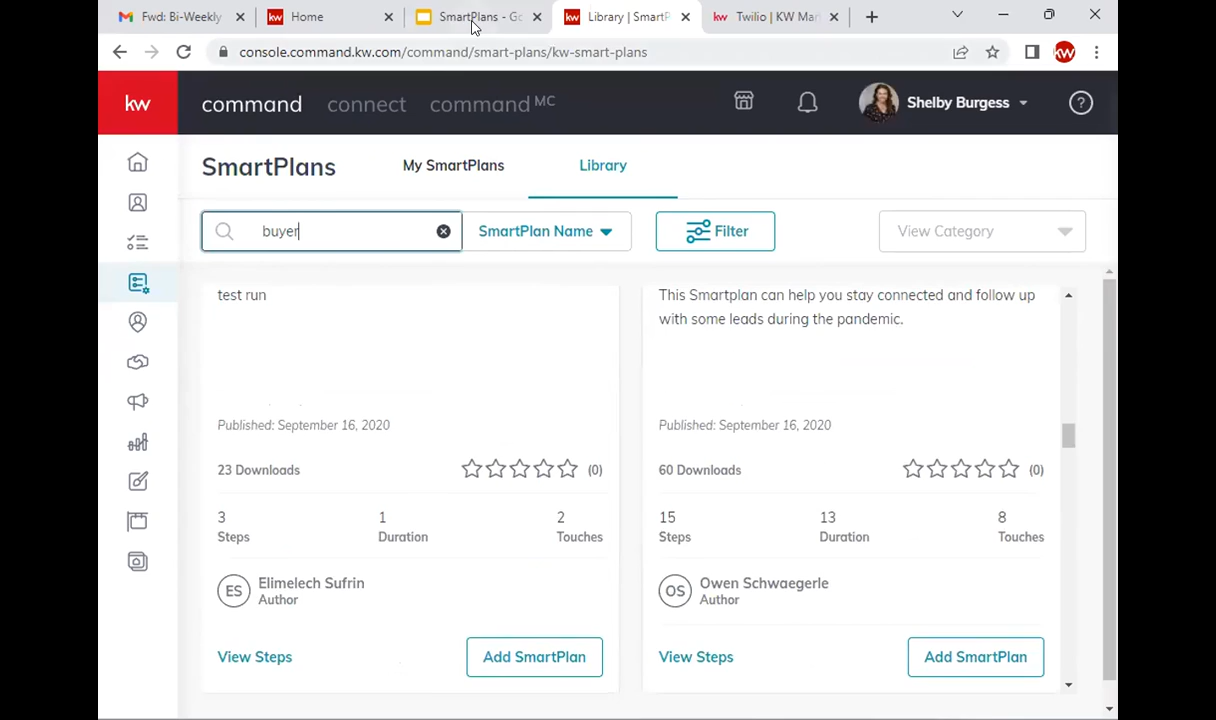 Fwd: Bi-Weekly
Home
SmartPlans - Go
Library | SmartP
Twilio | KW Mar
console.command.kw.com/command/smart-plans/kw-smart-plans
kw
kw command connect command MC Shelby Burgess
SmartPlans My SmartPlans Library
buyer SmartPlan Name Filter View Category
test run
This Smartplan can help you stay connected and follow up
with some leads during the pandemic.
Published: September 16, 2020
Published: September 16, 2020
23 Downloads (0)
60 Downloads (0)
3 1 2
Steps Duration Touches
15 13 8
Steps Duration Touches
ES Elimelech Sufrin
Author
OS Owen Schwaegerle
Author
View Steps Add SmartPlan
View Steps Add SmartPlan